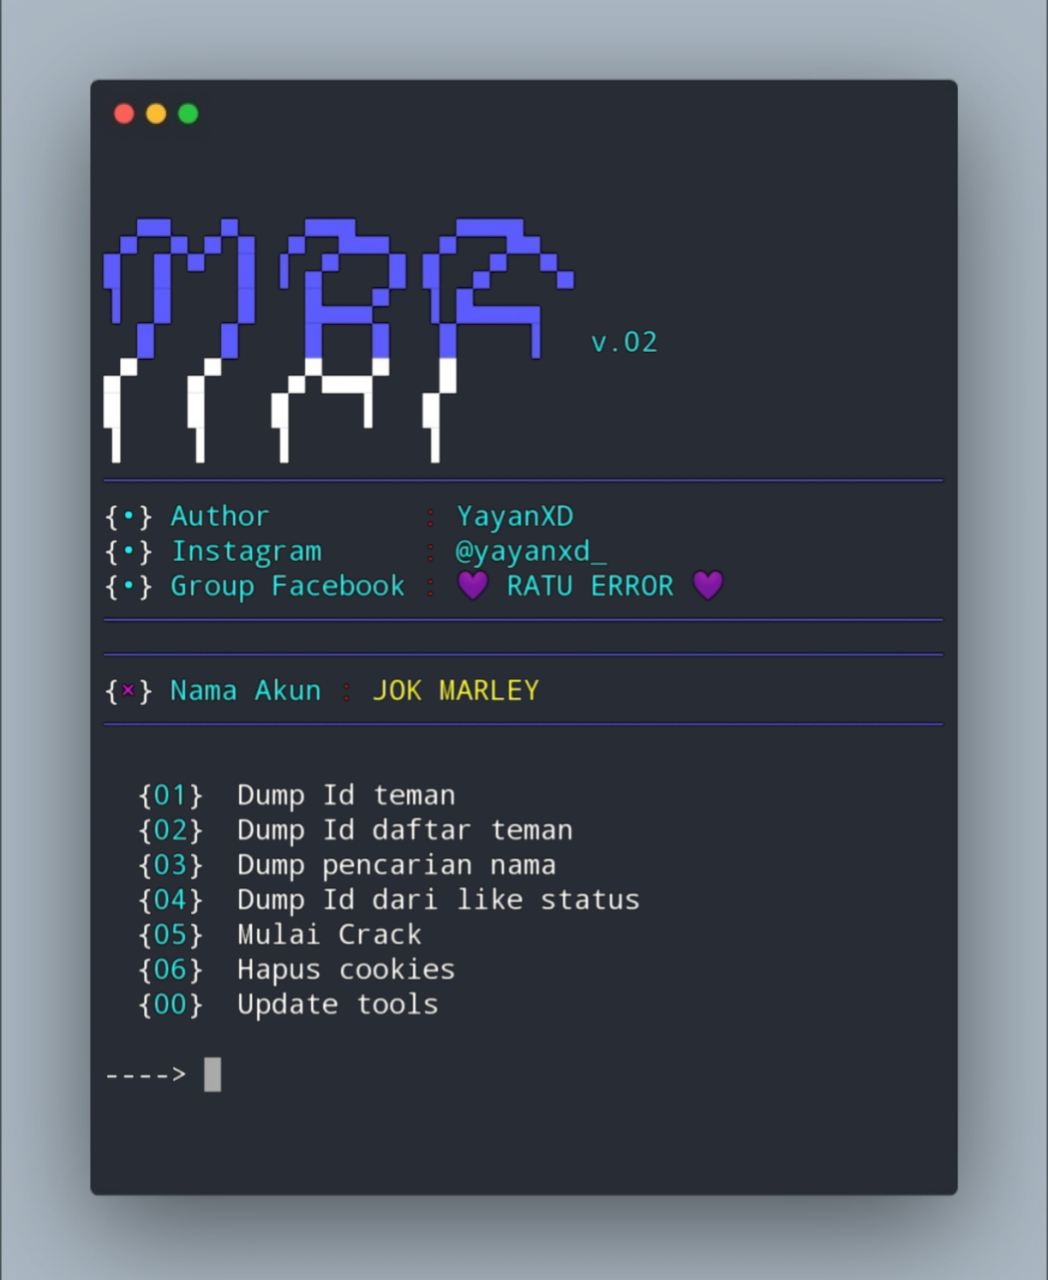 MBF v.02
{•} Author : YayanXD
{•} Instagram : @yayanxd_
{•} Group Facebook : 💜 RATU ERROR 💜
{×} Nama Akun : JOK MARLEY
{01} Dump Id teman
{02} Dump Id daftar teman
{03} Dump pencarian nama
{04} Dump Id dari like status
{05} Mulai Crack
{06} Hapus cookies
{00} Update tools
---->